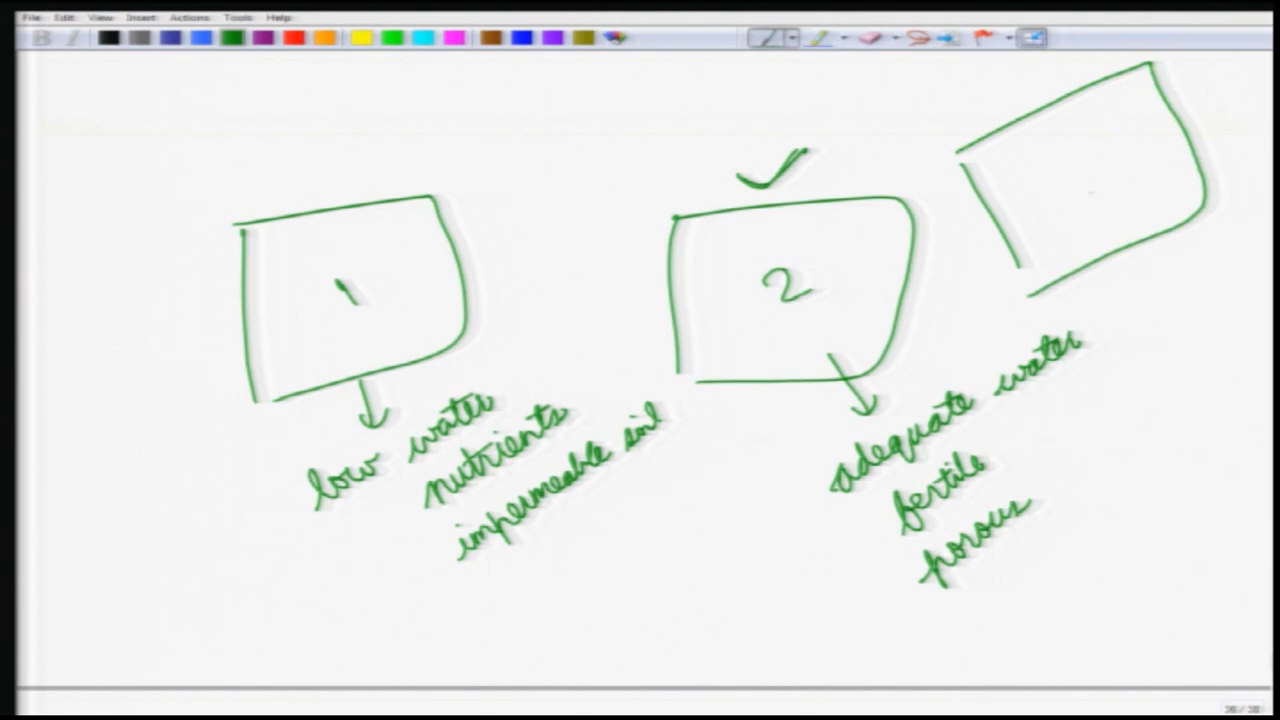 File Edit View Insert Actions Tools Help
B I
1
2
low water
nutrients
impermeable soil
adequate water
fertile
porous